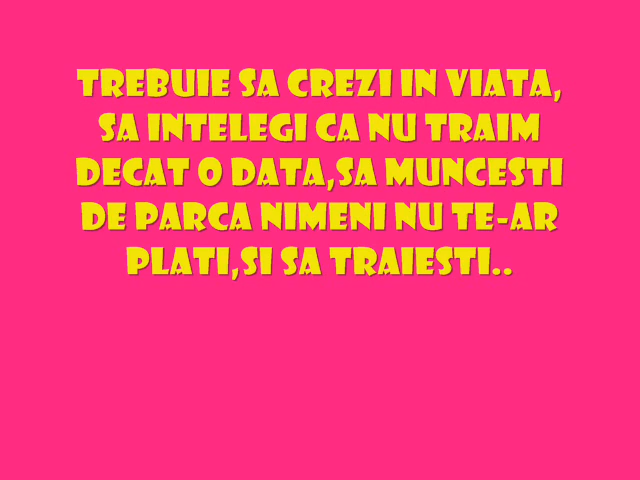 TREBUIE SA CREZI IN VIATA,
SA INTELEGI CA NU TRAIM
DECAT O DATA,SA MUNCESTI
DE PARCA NIMENI NU TE-AR
PLATI,SI SA TRAIESTI..